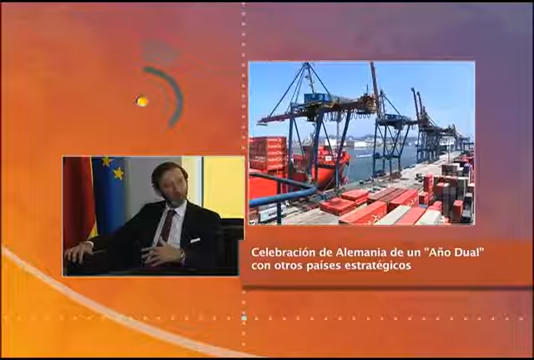 Celebración de Alemania de un "Año Dual"
con otros países estratégicos